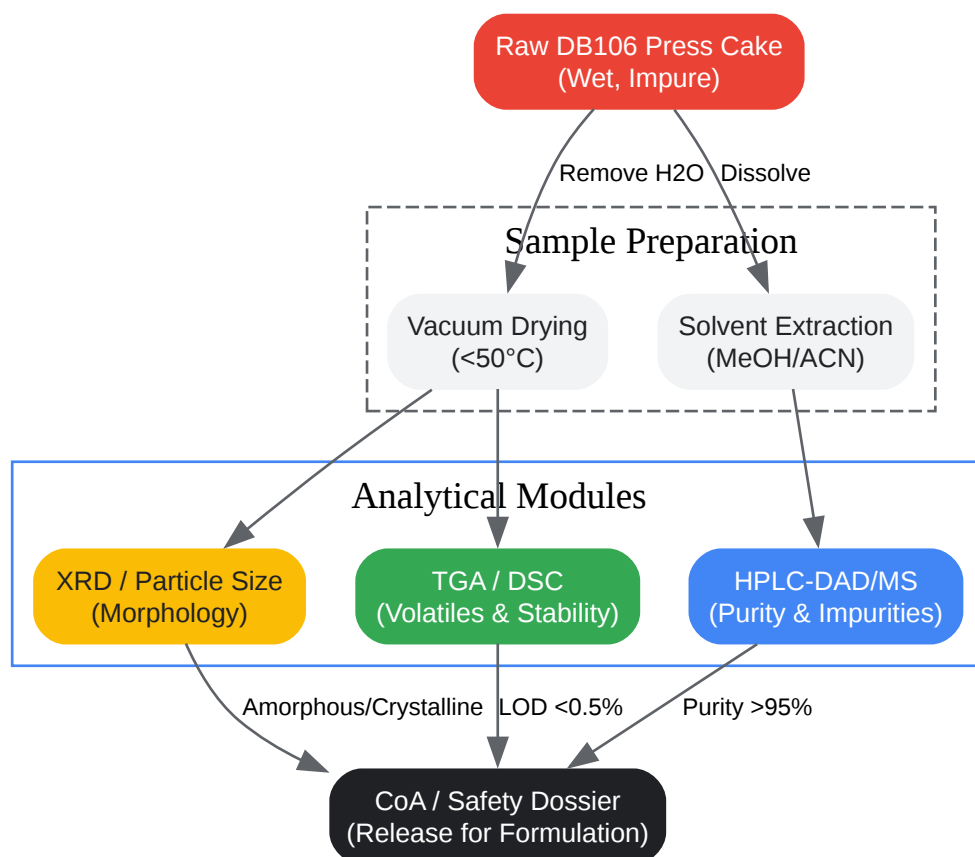 Raw DB106 Press Cake
(Wet, Impure)
Remove H2O
Dissolve
Sample Preparation
Vacuum Drying
(<50°C)
Solvent Extraction
(MeOH/ACN)
Analytical Modules
XRD / Particle Size
(Morphology)
TGA / DSC
(Volatiles & Stability)
HPLC-DAD/MS
(Purity & Impurities)
Amorphous/Crystalline
LOD <0.5%
Purity >95%
CoA / Safety Dossier
(Release for Formulation)